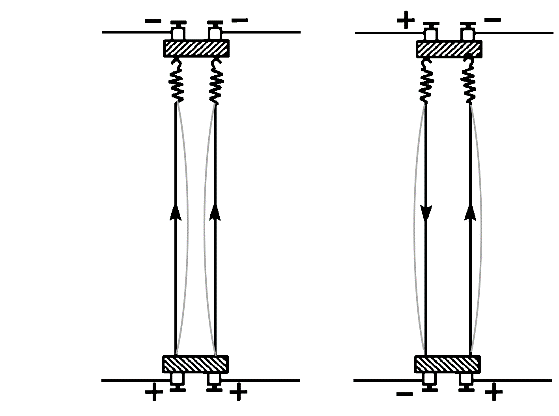 − − + −
+ + − +